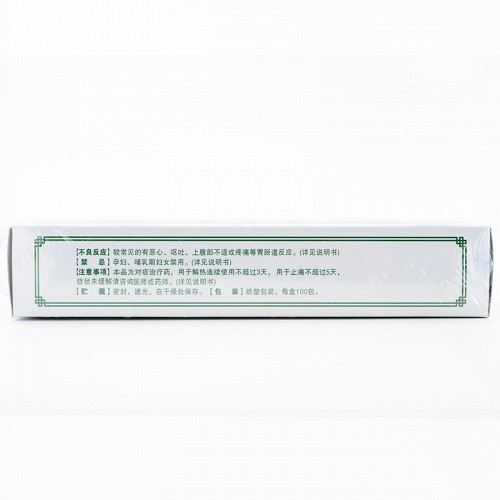 【不良反应】较常见的有恶心、呕吐、上腹部不适或疼痛等胃肠道反应。(详见说明书)
【禁 忌】孕妇、哺乳期妇女禁用。(详见说明书)
【注意事项】本品为对症治疗药，用于解热连续使用不超过3天，用于止痛不超过5天，
症状未缓解请咨询医师或药师。(详见说明书)
【贮 藏】密封，遮光，在干燥处保存。【包 装】纸塑包装，每盒100包。